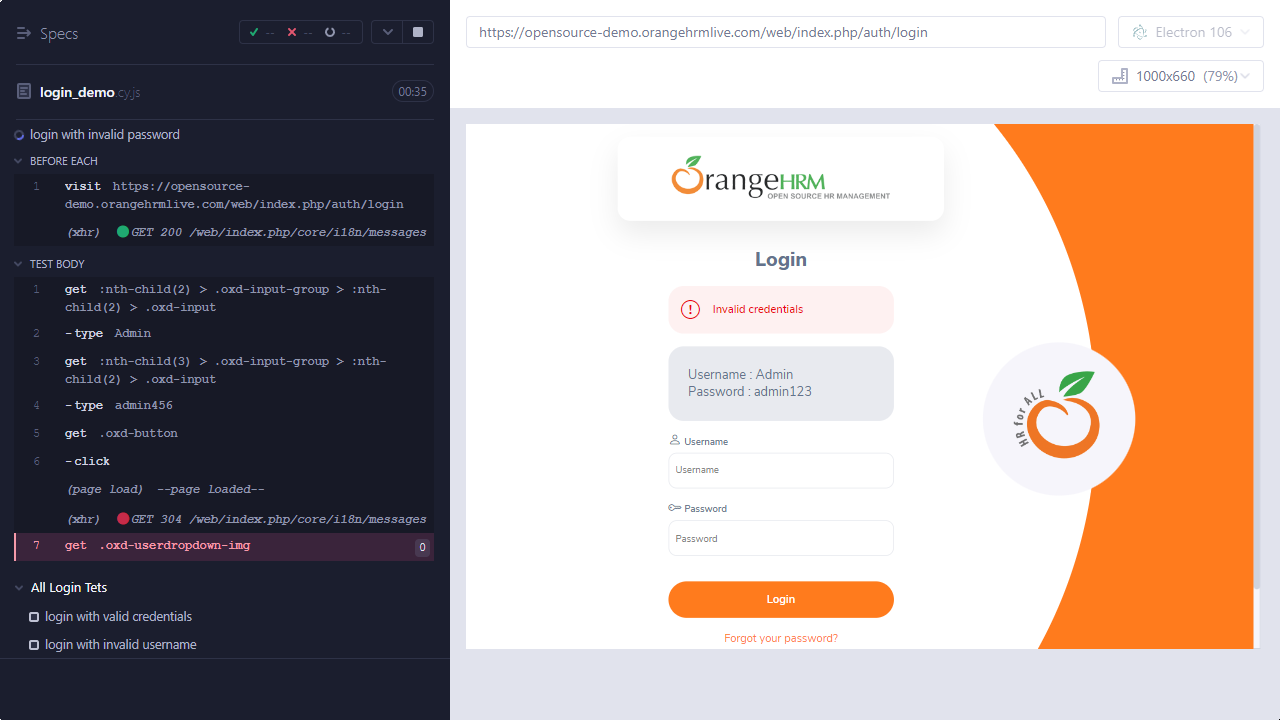 Specs
-- -- --
login_demo.cy.js
00:35
login with invalid password
BEFORE EACH
1 visit https://opensource-
demo.orangehrmlive.com/web/index.php/auth/login
(xhr) GET 200 /web/index.php/core/i18n/messages
TEST BODY
1 get :nth-child(2) > .oxd-input-group > :nth-
child(2) > .oxd-input
2 -type Admin
3 get :nth-child(3) > .oxd-input-group > :nth-
child(2) > .oxd-input
4 -type admin456
5 get .oxd-button
6 -click
(page load) --page loaded--
(xhr) GET 304 /web/index.php/core/i18n/messages
7 get .oxd-userdropdown-img 0
All Login Tets
login with valid credentials
login with invalid username
https://opensource-demo.orangehrmlive.com/web/index.php/auth/login
Electron 106
1000x660 (79%)
OrangeHRM
OPEN SOURCE HR MANAGEMENT
Login
Invalid credentials
Username : Admin
Password : admin123
Username
Username
Password
Password
Login
Forgot your password?
HR for ALL